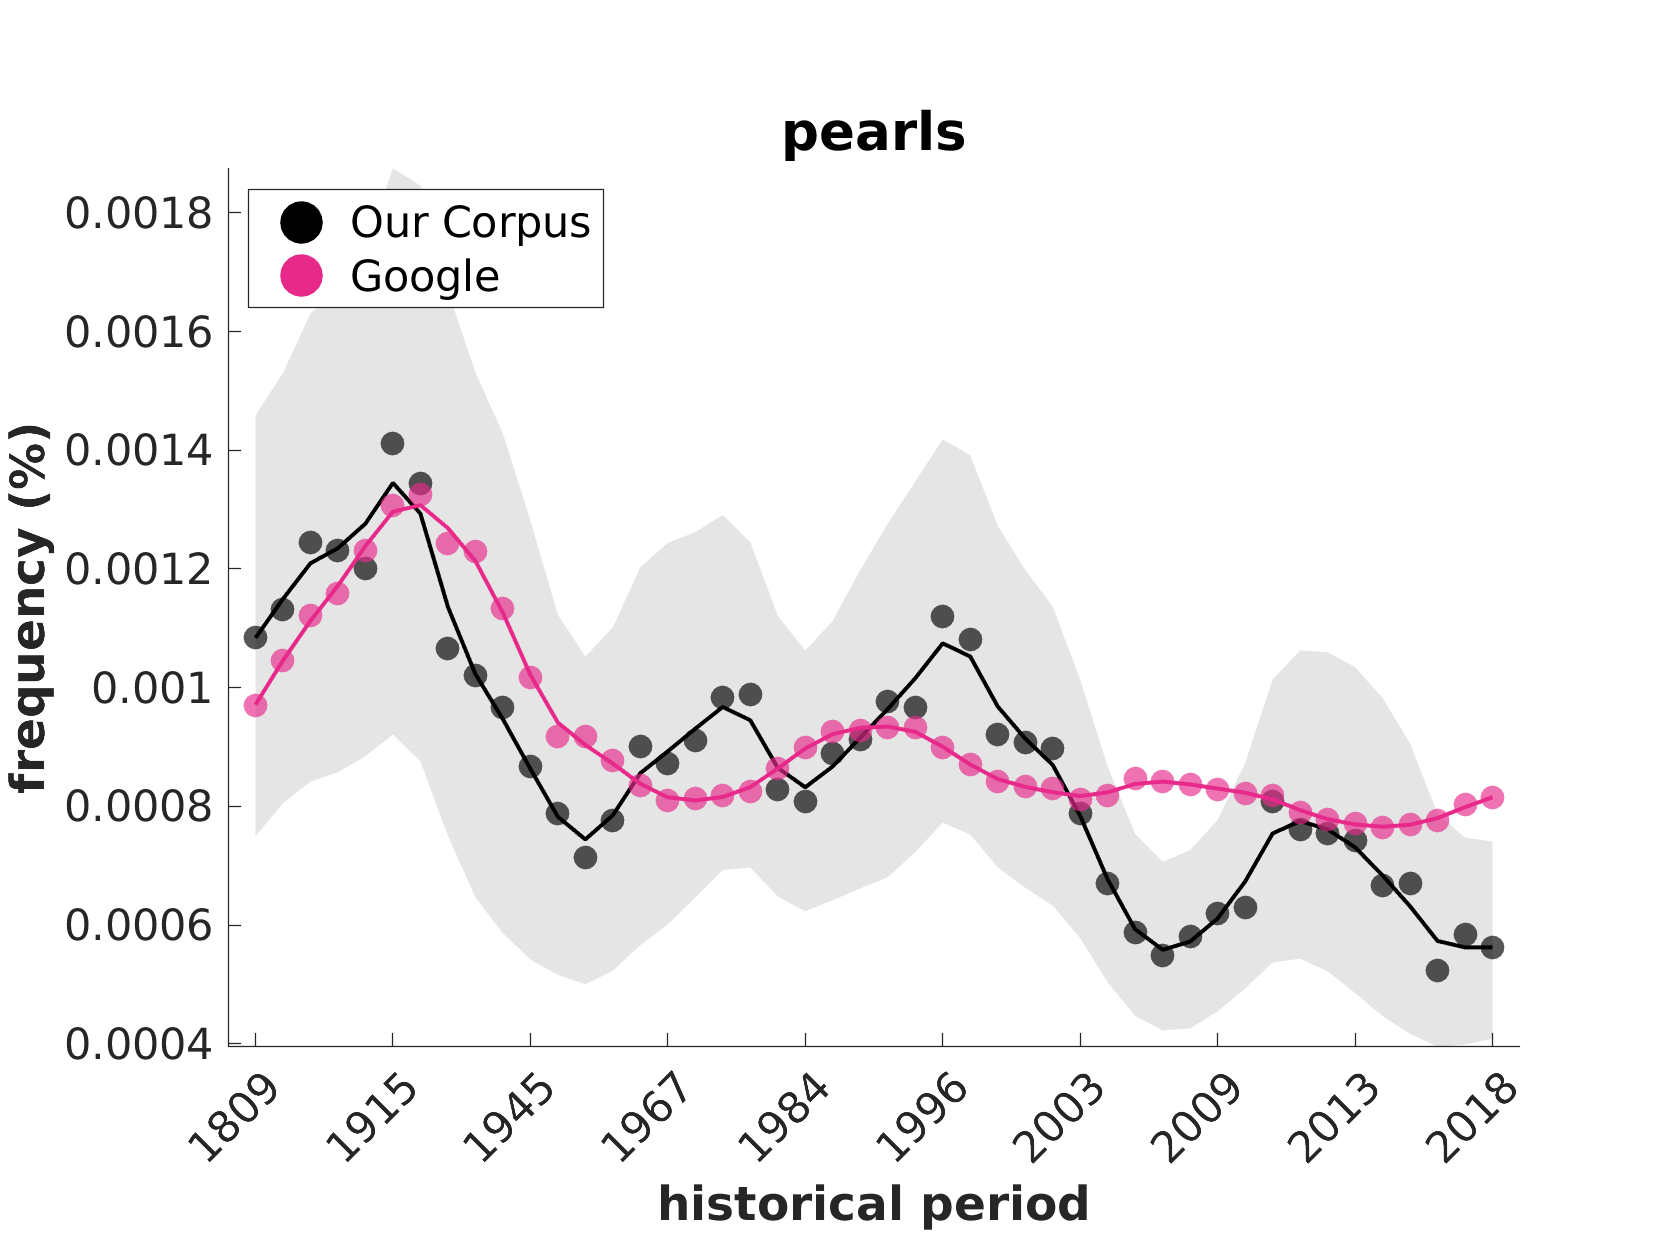 pearls
Our Corpus
Google
0.0018
0.0016
0.0014
0.0012
0.001
0.0008
0.0006
0.0004
frequency (%)
1809 1915 1945 1967 1984 1996 2003 2009 2013 2018
historical period